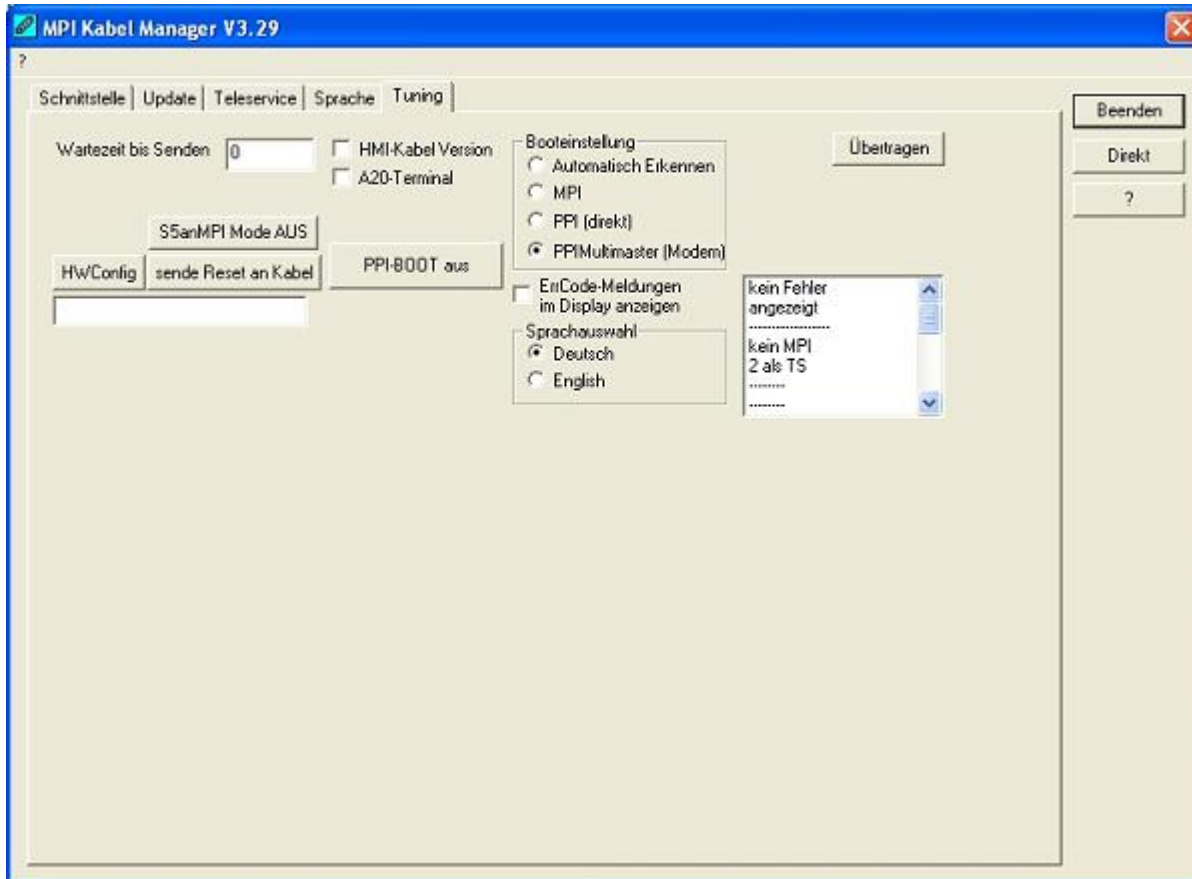 MPI Kabel Manager V3.29
?
Schnittstelle Update Teleservice Sprache Tuning
Beenden
Direkt
?
Wartezeit bis Senden 0
HMI-Kabel Version
A20-Terminal
S5anMPI Mode AUS
HWConfig sende Reset an Kabel
PPI-BOOT aus
Booteinstellung
Automatisch Erkennen
MPI
PPI (direkt)
PPIMultimaster (Modem)
Übertragen
ErrCode-Meldungen
im Display anzeigen
Sprachauswahl
Deutsch
English
kein Fehler
angezeigt
-------------------
kein MPI
2 als TS
---------
---------